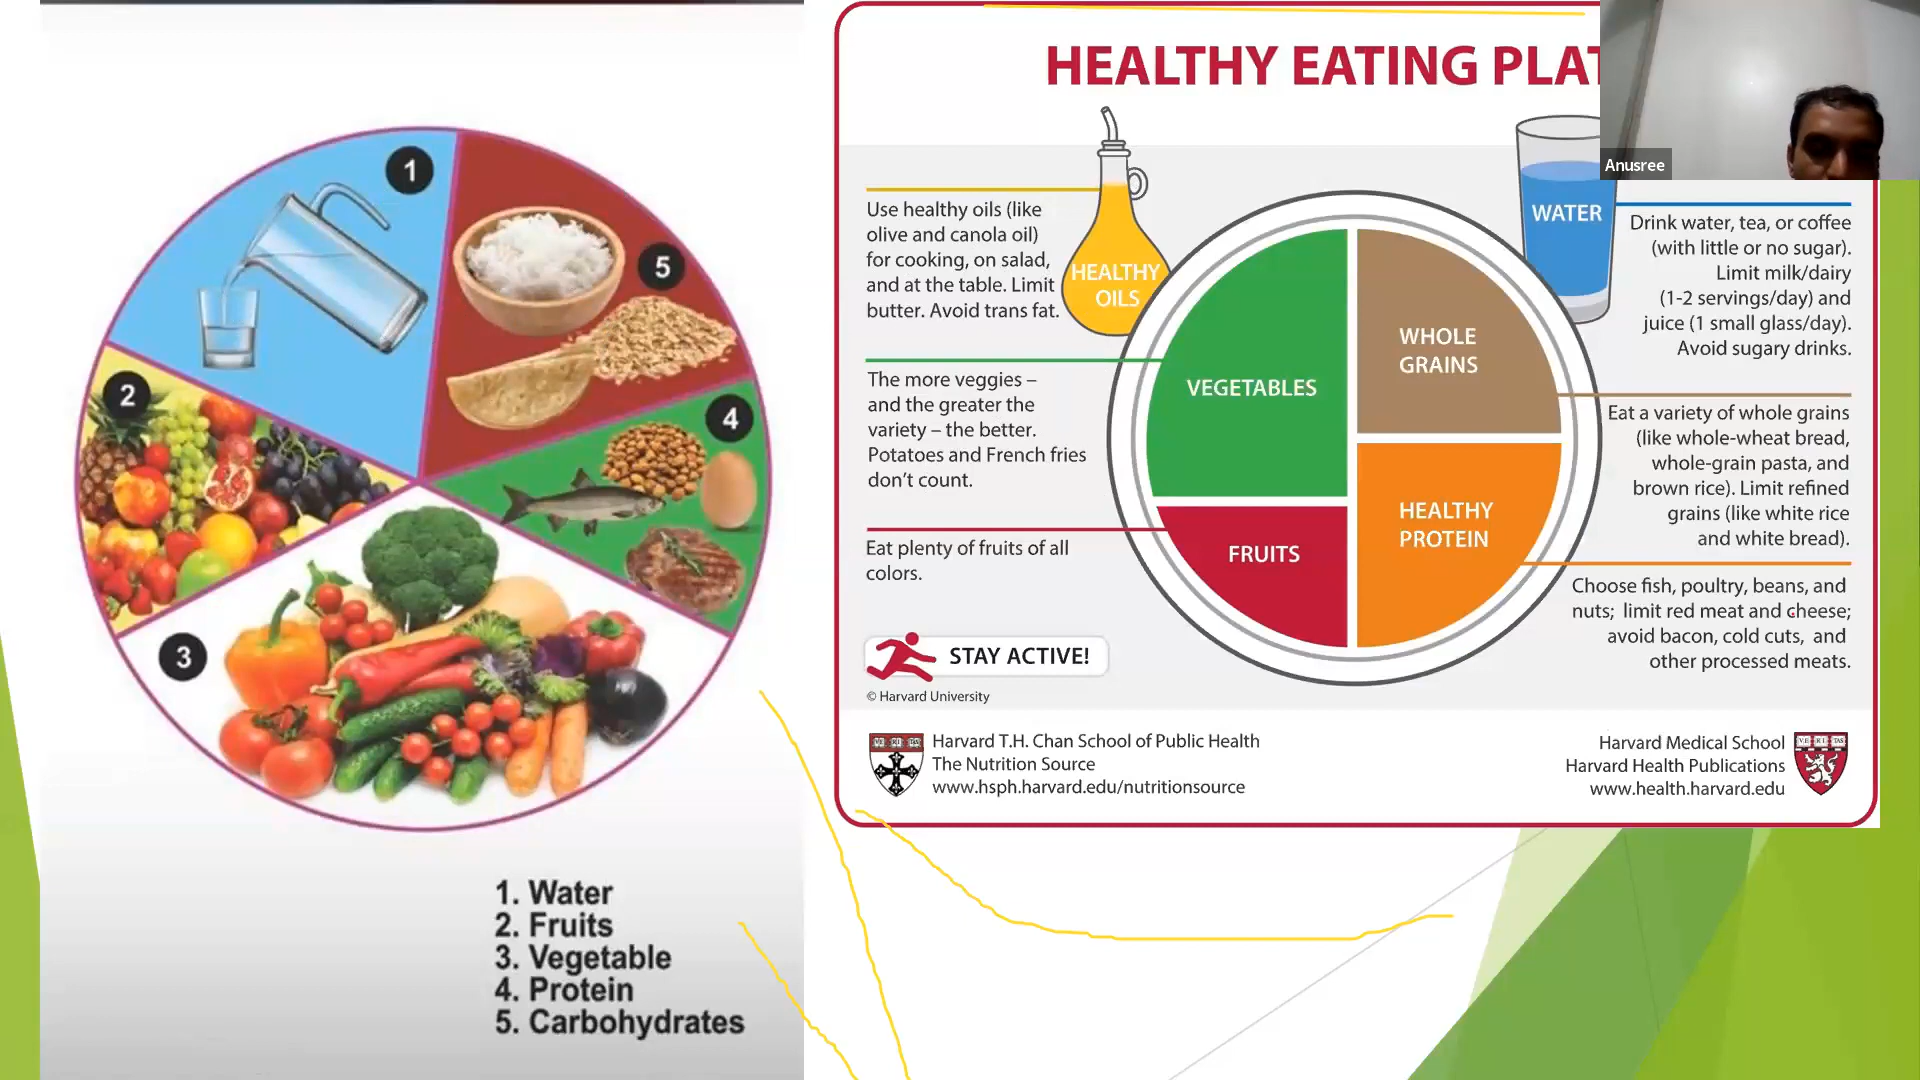 1
5
2
4
3
1. Water
2. Fruits
3. Vegetable
4. Protein
5. Carbohydrates
HEALTHY EATING
Anusree
Use healthy oils (like
olive and canola oil)
for cooking, on salad,
and at the table. Limit
butter. Avoid trans fat.
HEALTHY
OILS
The more veggies –
and the greater the
variety – the better.
Potatoes and French fries
don't count.
Eat plenty of fruits of all
colors.
VEGETABLES
FRUITS
WHOLE
GRAINS
HEALTHY
PROTEIN
WATER
Drink water, tea, or coffee
(with little or no sugar).
Limit milk/dairy
(1-2 servings/day) and
juice (1 small glass/day).
Avoid sugary drinks.
Eat a variety of whole grains
(like whole-wheat bread,
whole-grain pasta, and
brown rice). Limit refined
grains (like white rice
and white bread).
Choose fish, poultry, beans, and
nuts; limit red meat and cheese;
avoid bacon, cold cuts, and
other processed meats.
STAY ACTIVE!
© Harvard University
Harvard T.H. Chan School of Public Health
The Nutrition Source
www.hsph.harvard.edu/nutritionsource
Harvard Medical School
Harvard Health Publications
www.health.harvard.edu